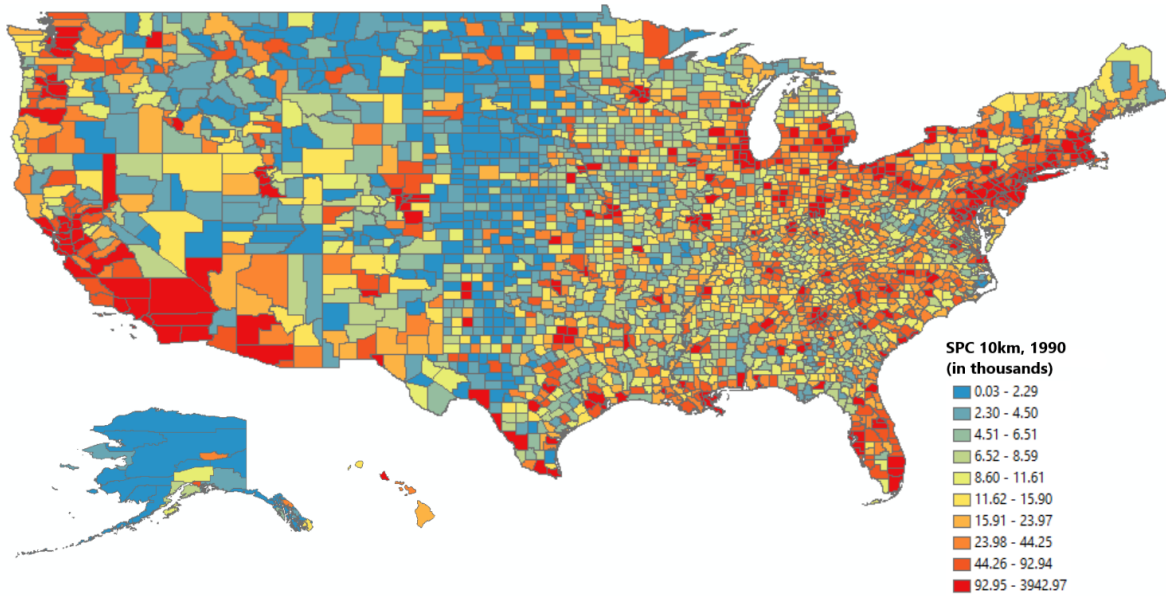 SPC 10km, 1990
(in thousands)
0.03 - 2.29
2.30 - 4.50
4.51 - 6.51
6.52 - 8.59
8.60 - 11.61
11.62 - 15.90
15.91 - 23.97
23.98 - 44.25
44.26 - 92.94
92.95 - 3942.97